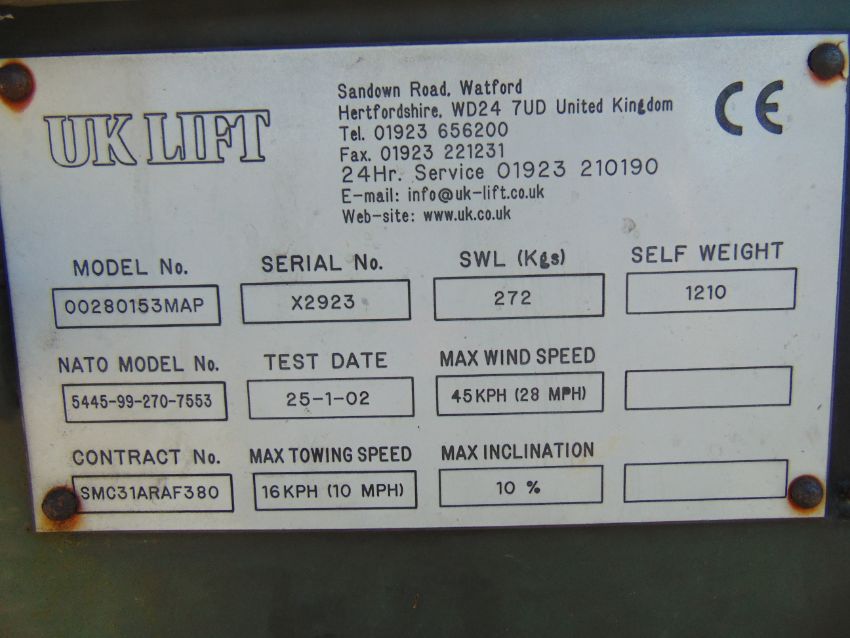 UK LIFT
Sandown Road, Watford
Hertfordshire, WD24 7UD United Kingdom
Tel. 01923 656200
Fax. 01923 221231
24Hr. Service 01923 210190
E-mail: info@uk-lift.co.uk
Web-site: www.uk.co.uk
CE
MODEL No. SERIAL No. SWL (Kgs) SELF WEIGHT
00280153MAP X2923 272 1210
NATO MODEL No. TEST DATE MAX WIND SPEED
5445-99-270-7553 25-1-02 45KPH (28 MPH)
CONTRACT No. MAX TOWING SPEED MAX INCLINATION
SMC31ARAF380 16KPH (10 MPH) 10 %